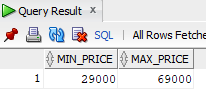 Query Result
SQL | All Rows Fetche
MIN_PRICE MAX_PRICE
1 29000 69000